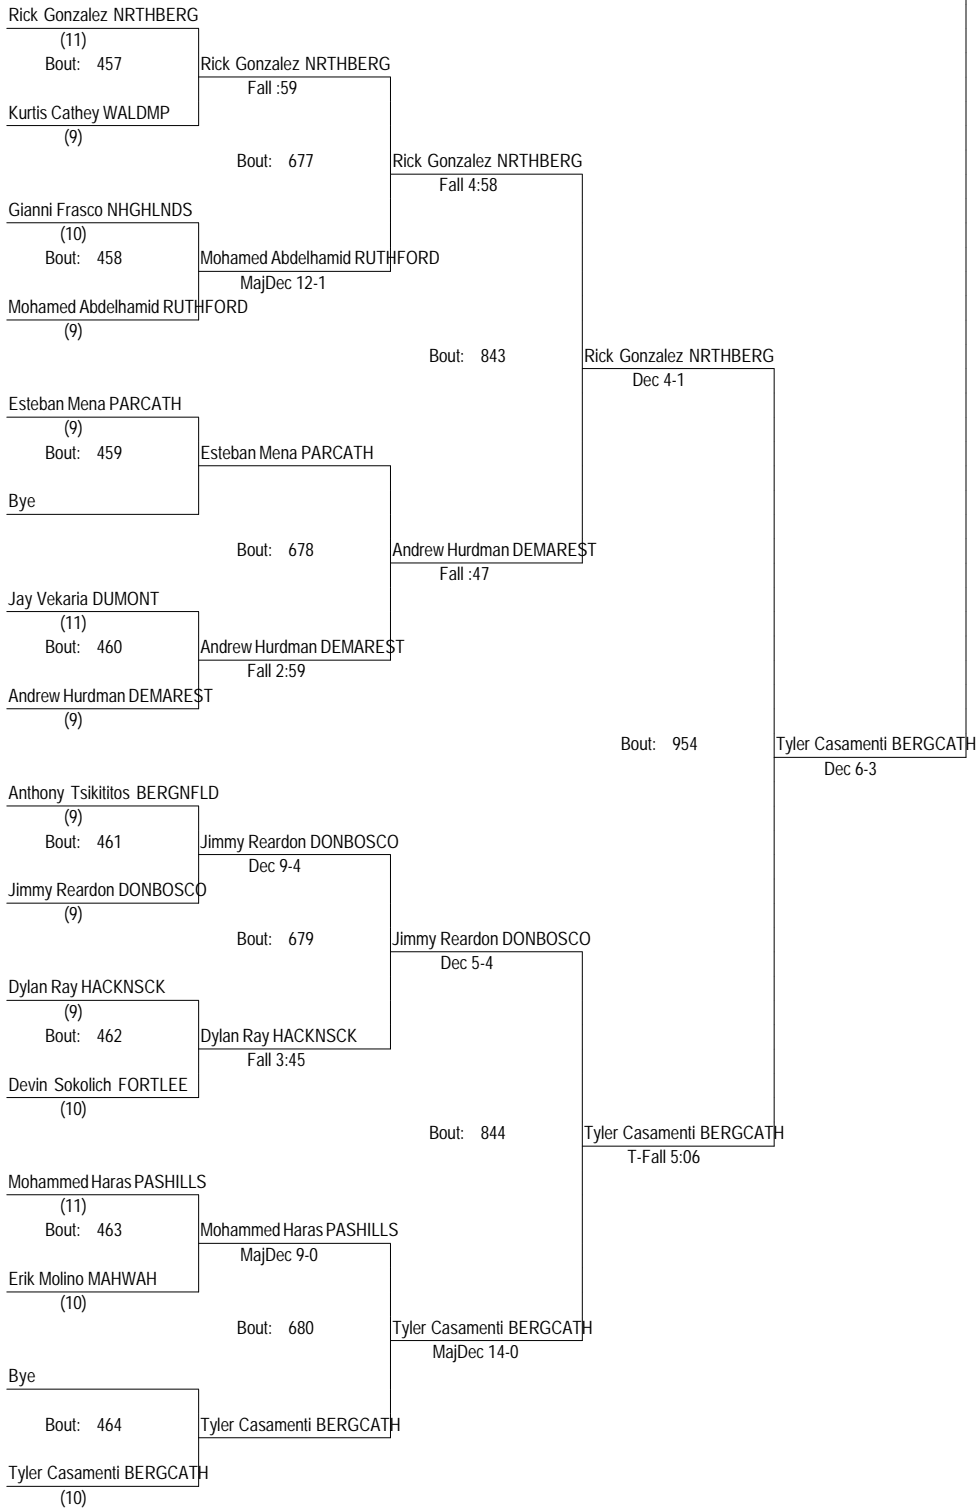 Rick Gonzalez NRTHBERG
(11)
Bout: 457
Rick Gonzalez NRTHBERG
Fall :59
Kurtis Cathey WALDMP
(9)
Bout: 677
Rick Gonzalez NRTHBERG
Fall 4:58
Gianni Frasco NHGHLNDS
(10)
Bout: 458
Mohamed Abdelhamid RUTHFORD
MajDec 12-1
Mohamed Abdelhamid RUTHFORD
(9)
Bout: 843
Rick Gonzalez NRTHBERG
Dec 4-1
Esteban Mena PARCATH
(9)
Bout: 459
Esteban Mena PARCATH
Bye
Bout: 678
Andrew Hurdman DEMAREST
Fall :47
Jay Vekaria DUMONT
(11)
Bout: 460
Andrew Hurdman DEMAREST
Fall 2:59
Andrew Hurdman DEMAREST
(9)
Bout: 954
Tyler Casamenti BERGCATH
Dec 6-3
Anthony Tsikititos BERGNFLD
(9)
Bout: 461
Jimmy Reardon DONBOSCO
Dec 9-4
Jimmy Reardon DONBOSCO
(9)
Bout: 679
Jimmy Reardon DONBOSCO
Dec 5-4
Dylan Ray HACKNSCK
(9)
Bout: 462
Dylan Ray HACKNSCK
Fall 3:45
Devin Sokolich FORTLEE
(10)
Bout: 844
Tyler Casamenti BERGCATH
T-Fall 5:06
Mohammed Haras PASHILLS
(11)
Bout: 463
Mohammed Haras PASHILLS
MajDec 9-0
Erik Molino MAHWAH
(10)
Bout: 680
Tyler Casamenti BERGCATH
MajDec 14-0
Bye
Bout: 464
Tyler Casamenti BERGCATH
Tyler Casamenti BERGCATH
(10)